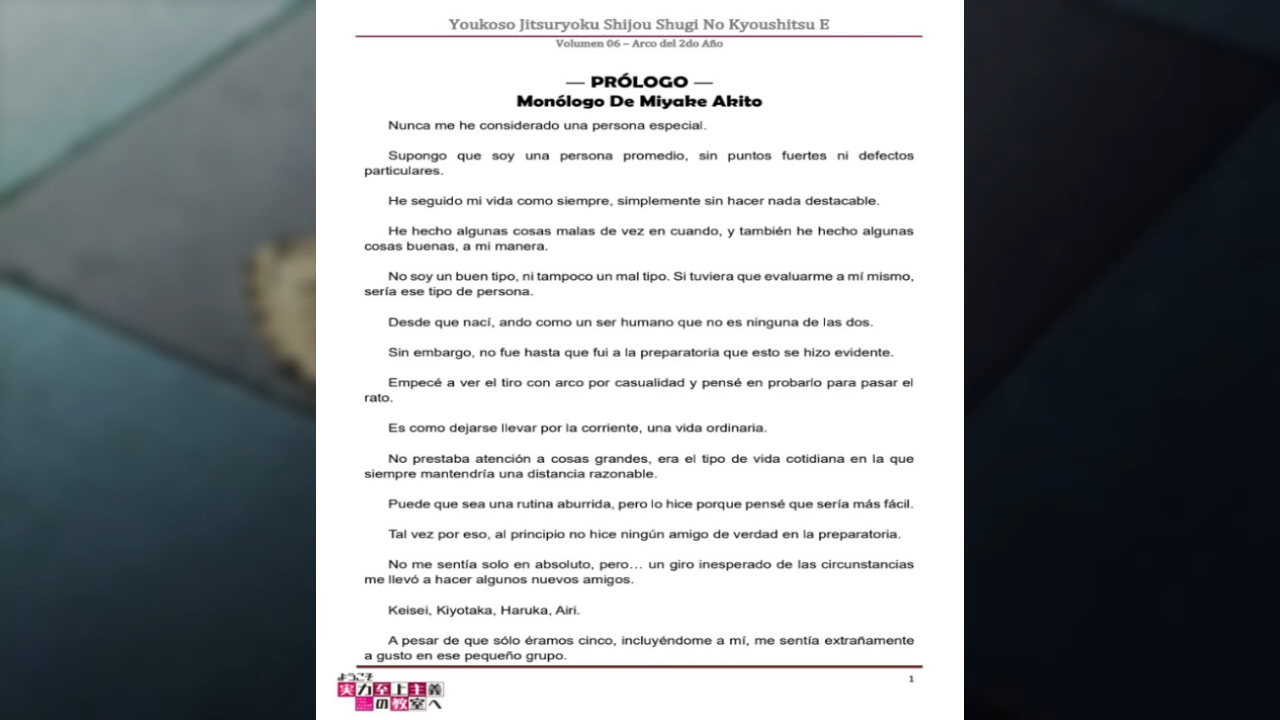 Youkoso Jitsuryoku Shijou Shugi No Kyoushitsu E
Volumen 06 – Arco del 2do Año
— PRÓLOGO —
Monólogo De Miyake Akito
Nunca me he considerado una persona especial.
Supongo que soy una persona promedio, sin puntos fuertes ni defectos
particulares.
He seguido mi vida como siempre, simplemente sin hacer nada destacable.
He hecho algunas cosas malas de vez en cuando, y también he hecho algunas
cosas buenas, a mi manera.
No soy un buen tipo, ni tampoco un mal tipo. Si tuviera que evaluarme a mí mismo,
sería ese tipo de persona.
Desde que nací, ando como un ser humano que no es ninguna de las dos.
Sin embargo, no fue hasta que fui a la preparatoria que esto se hizo evidente.
Empecé a ver el tiro con arco por casualidad y pensé en probarlo para pasar el
rato.
Es como dejarse llevar por la corriente, una vida ordinaria.
No prestaba atención a cosas grandes, era el tipo de vida cotidiana en la que
siempre mantendría una distancia razonable.
Puede que sea una rutina aburrida, pero lo hice porque pensé que sería más fácil.
Tal vez por eso, al principio no hice ningún amigo de verdad en la preparatoria.
No me sentía solo en absoluto, pero… un giro inesperado de las circunstancias
me llevó a hacer algunos nuevos amigos.
Keisei, Kiyotaka, Haruka, Airi.
A pesar de que sólo éramos cinco, incluyéndome a mí, me sentía extrañamente
a gusto en ese pequeño grupo.
ようこそ
実力至上主義
の教室へ
1